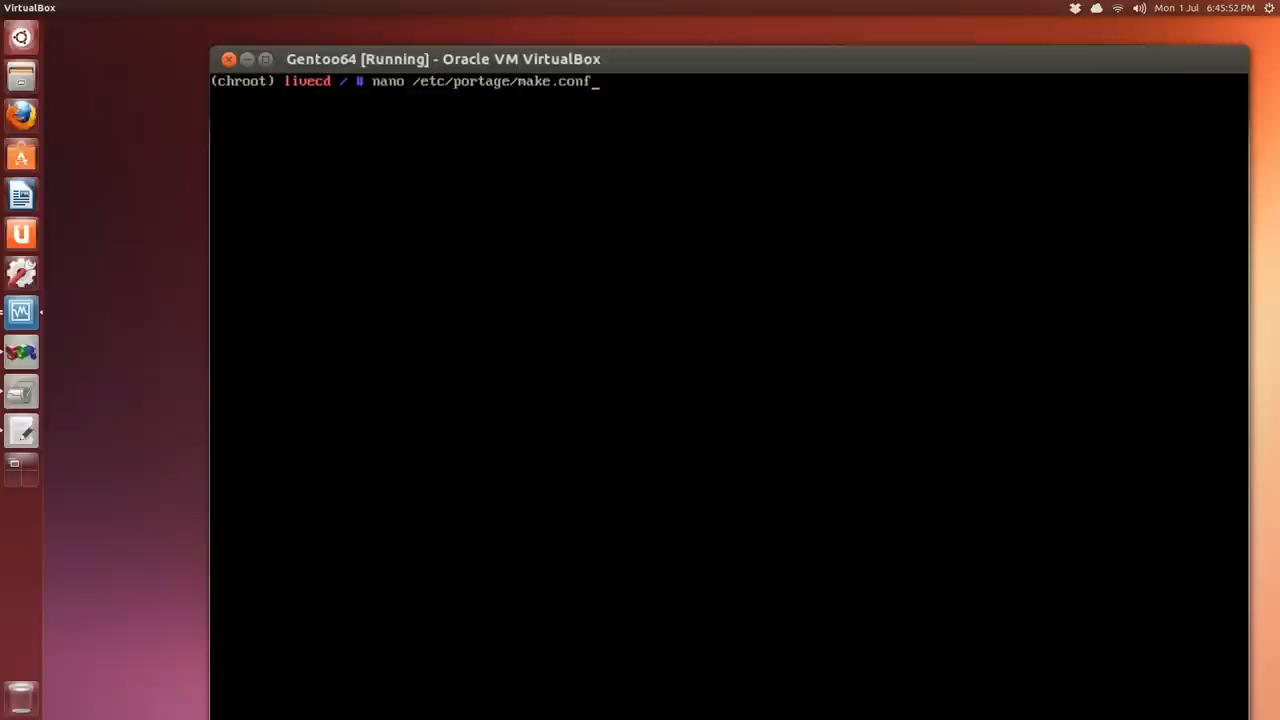 VirtualBox
Mon 1 Jul 6:45:52 PM
Gentoo64 [Running] - Oracle VM VirtualBox
(chroot) livecd / # nano /etc/portage/make.conf_